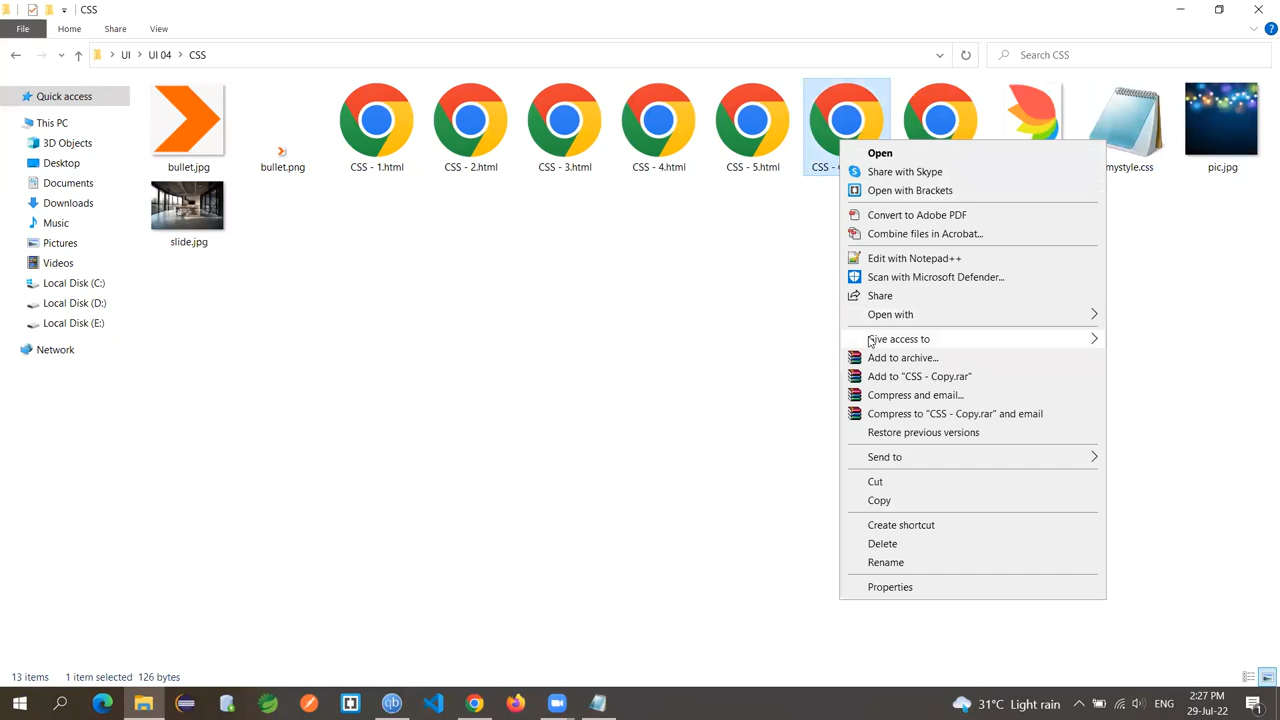 CSS
File
Home
Share
View
UI
UI 04
CSS
Search CSS
Quick access
This PC
3D Objects
Desktop
Documents
Downloads
Music
Pictures
Videos
Local Disk (C:)
Local Disk (D:)
Local Disk (E:)
Network
bullet.jpg
bullet.png
CSS - 1.html
CSS - 2.html
CSS - 3.html
CSS - 4.html
CSS - 5.html
CSS -
mystyle.css
pic.jpg
slide.jpg
Open
Share with Skype
Open with Brackets
Convert to Adobe PDF
Combine files in Acrobat...
Edit with Notepad++
Scan with Microsoft Defender...
Share
Open with
Give access to
Add to archive...
Add to "CSS - Copy.rar"
Compress and email...
Compress to "CSS - Copy.rar" and email
Restore previous versions
Send to
Cut
Copy
Create shortcut
Delete
Rename
Properties
13 items
1 item selected 126 bytes
31°C Light rain
ENG
2:27 PM
29-Jul-22